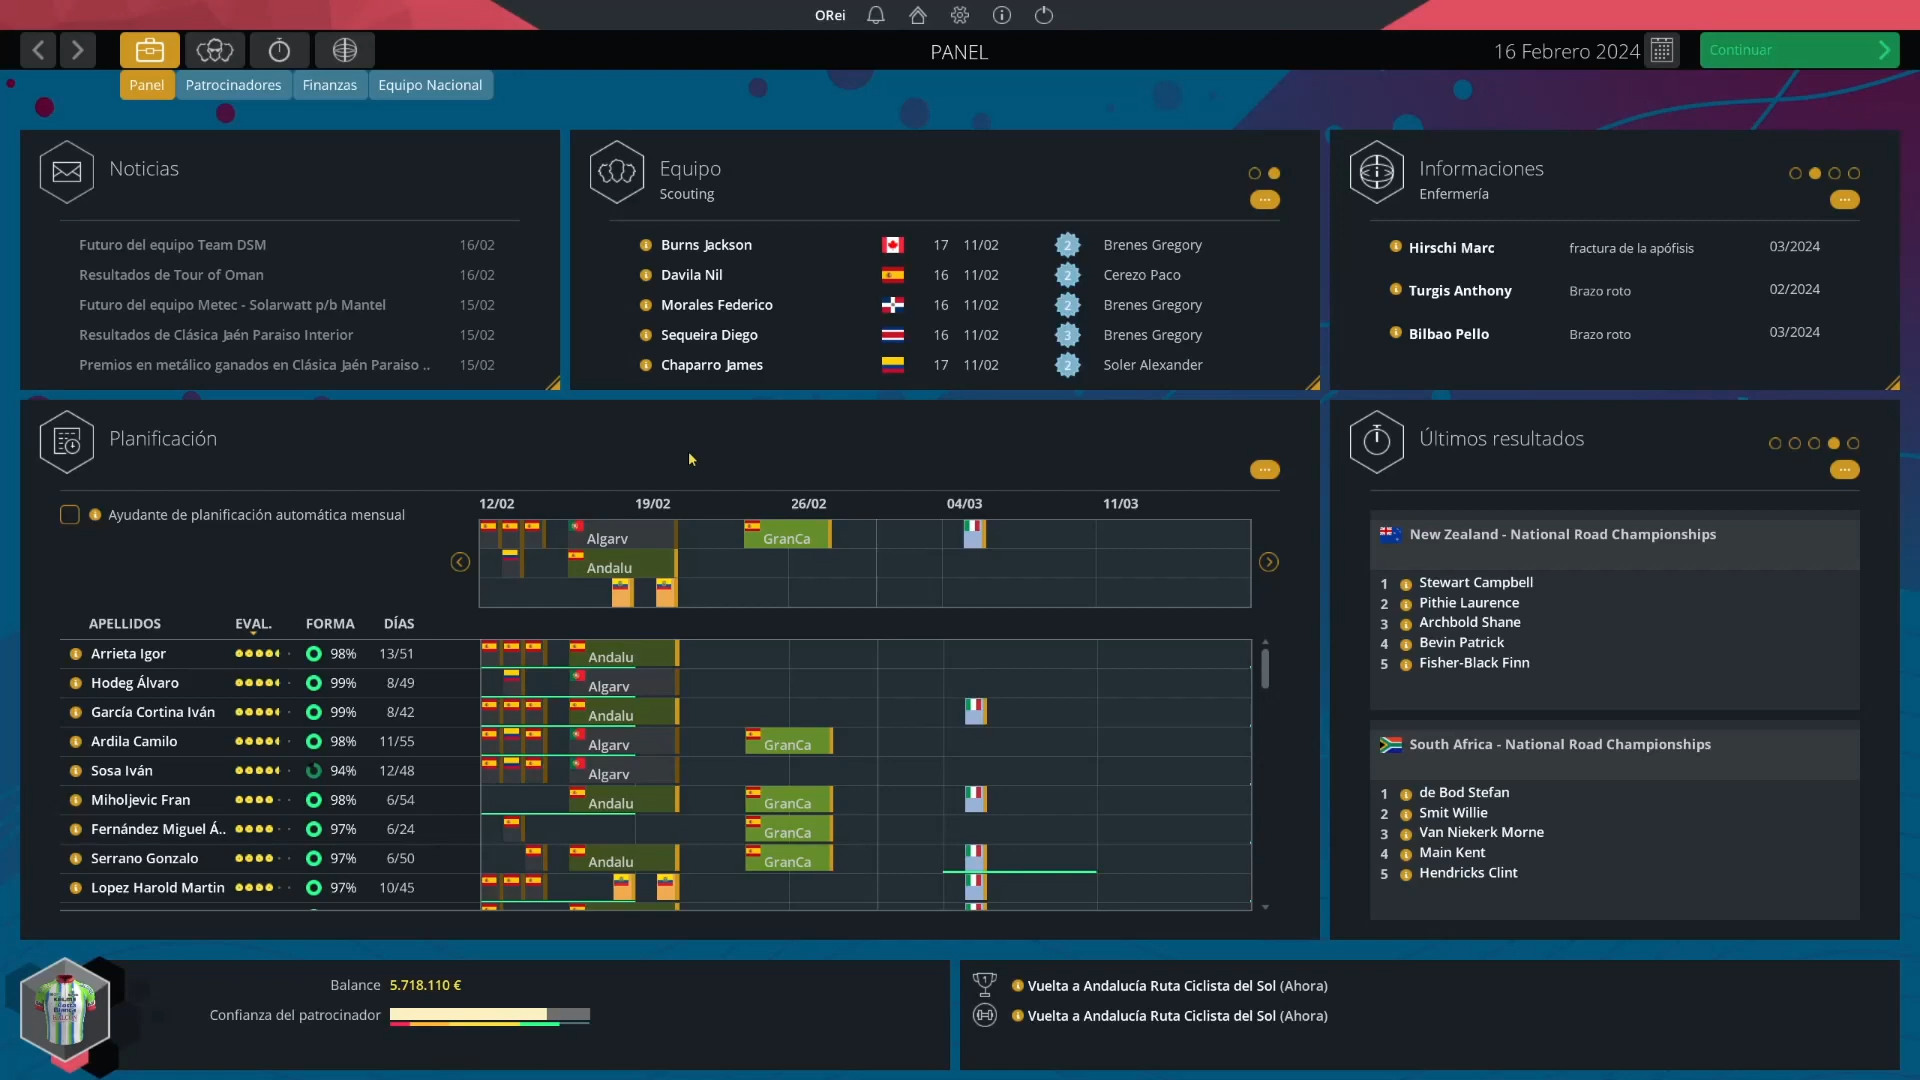 ORei
PANEL
16 Febrero 2024
Continuar
Panel
Patrocinadores
Finanzas
Equipo Nacional
Noticias
Futuro del equipo Team DSM 16/02
Resultados de Tour of Oman 16/02
Futuro del equipo Metec - Solarwatt p/b Mantel 15/02
Resultados de Clásica Jaén Paraiso Interior 15/02
Premios en metálico ganados en Clásica Jaén Paraiso .. 15/02
Equipo
Scouting
Burns Jackson 17 11/02 2 Brenes Gregory
Davila Nil 16 11/02 2 Cerezo Paco
Morales Federico 16 11/02 2 Brenes Gregory
Sequeira Diego 16 11/02 3 Brenes Gregory
Chaparro James 17 11/02 2 Soler Alexander
Informaciones
Enfermería
Hirschi Marc fractura de la apófisis 03/2024
Turgis Anthony Brazo roto 02/2024
Bilbao Pello Brazo roto 03/2024
Planificación
Ayudante de planificación automática mensual
12/02 19/02 26/02 04/03 11/03
Algarv GranCa
Andalu
APELLIDOS EVAL. FORMA DÍAS
Arrieta Igor 98% 13/51 Andalu
Hodeg Álvaro 99% 8/49 Algarv
García Cortina Iván 99% 8/42 Andalu
Ardila Camilo 98% 11/55 Algarv GranCa
Sosa Iván 94% 12/48 Algarv
Miholjevic Fran 98% 6/54 Andalu GranCa
Fernández Miguel Á.. 97% 6/24 GranCa
Serrano Gonzalo 97% 6/50 Andalu GranCa
Lopez Harold Martin 97% 10/45
Últimos resultados
New Zealand - National Road Championships
1 Stewart Campbell
2 Pithie Laurence
3 Archbold Shane
4 Bevin Patrick
5 Fisher-Black Finn
South Africa - National Road Championships
1 de Bod Stefan
2 Smit Willie
3 Van Niekerk Morne
4 Main Kent
5 Hendricks Clint
Balance 5.718.110 €
Confianza del patrocinador
Vuelta a Andalucía Ruta Ciclista del Sol (Ahora)
Vuelta a Andalucía Ruta Ciclista del Sol (Ahora)